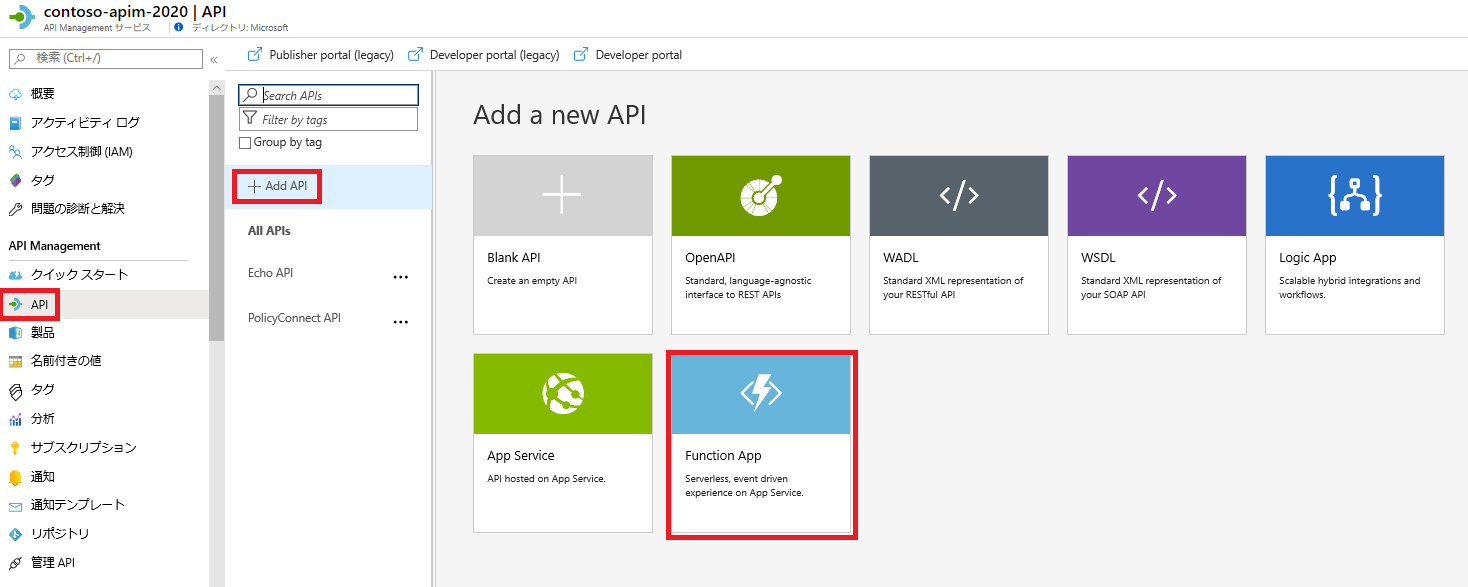 contoso-apim-2020 | API
API Management サービス
ディレクトリ: Microsoft
検索 (Ctrl+/)
«
概要
アクティビティ ログ
アクセス制御 (IAM)
タグ
問題の診断と解決
API Management
クイック スタート
API
製品
名前付きの値
タグ
分析
サブスクリプション
通知
通知テンプレート
リポジトリ
管理 API
Publisher portal (legacy)
Developer portal (legacy)
Developer portal
Search APIs
Filter by tags
Group by tag
Add API
All APIs
Echo API
...
PolicyConnect API
...
Add a new API
Blank API
Create an empty API
OpenAPI
Standard, language-agnostic
interface to REST APIs
WADL
Standard XML representation of
your RESTful API
WSDL
Standard XML representation of
your SOAP API
Logic App
Scalable hybrid integrations and
workflows.
App Service
API hosted on App Service.
Function App
Serverless, event driven
experience on App Service.